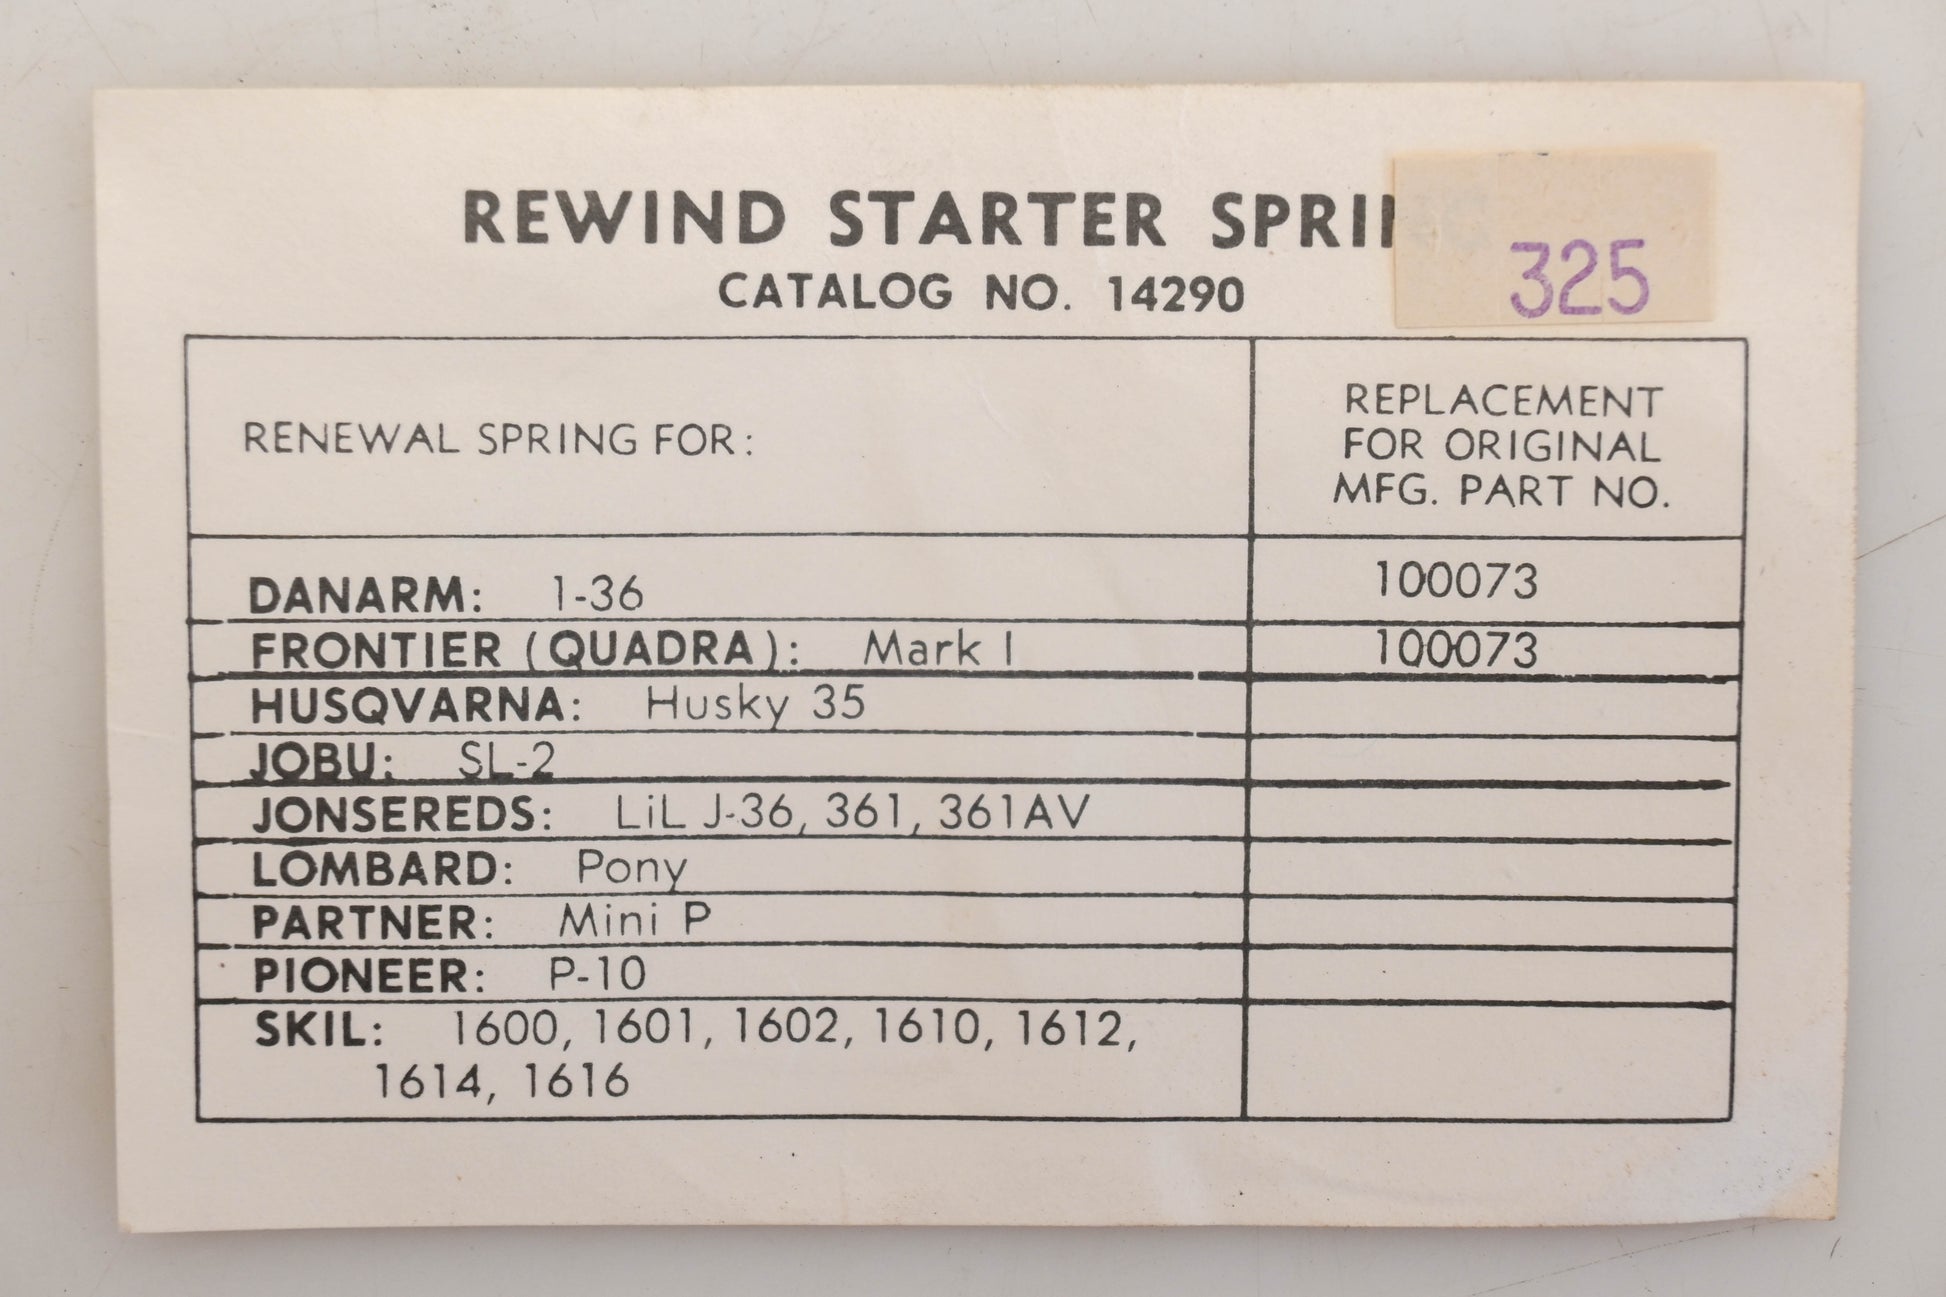 REWIND STARTER SPRIN
325
CATALOG NO. 14290
RENEWAL SPRING FOR:
REPLACEMENT
FOR ORIGINAL
MFG. PART NO.
DANARM: 1-36 100073
FRONTIER (QUADRA): Mark I 100073
HUSQVARNA: Husky 35
JOBU: SL-2
JONSEREDS: LiL J-36, 361, 361AV
LOMBARD: Pony
PARTNER: Mini P
PIONEER: P-10
SKIL: 1600, 1601, 1602, 1610, 1612,
1614, 1616